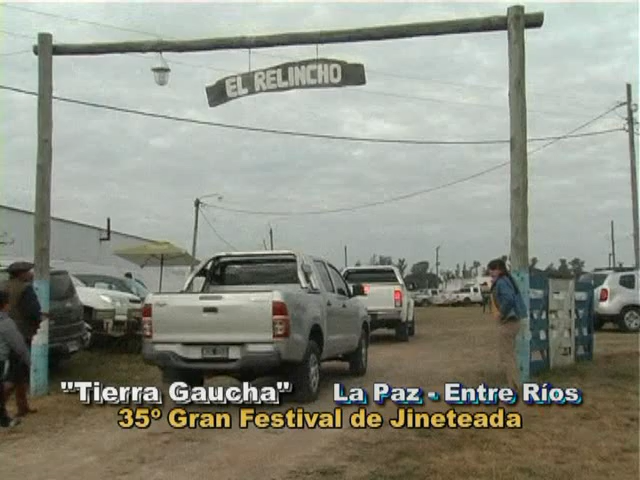 EL RELINCHO
"Tierra Gaucha" La Paz - Entre Ríos
35º Gran Festival de Jineteada